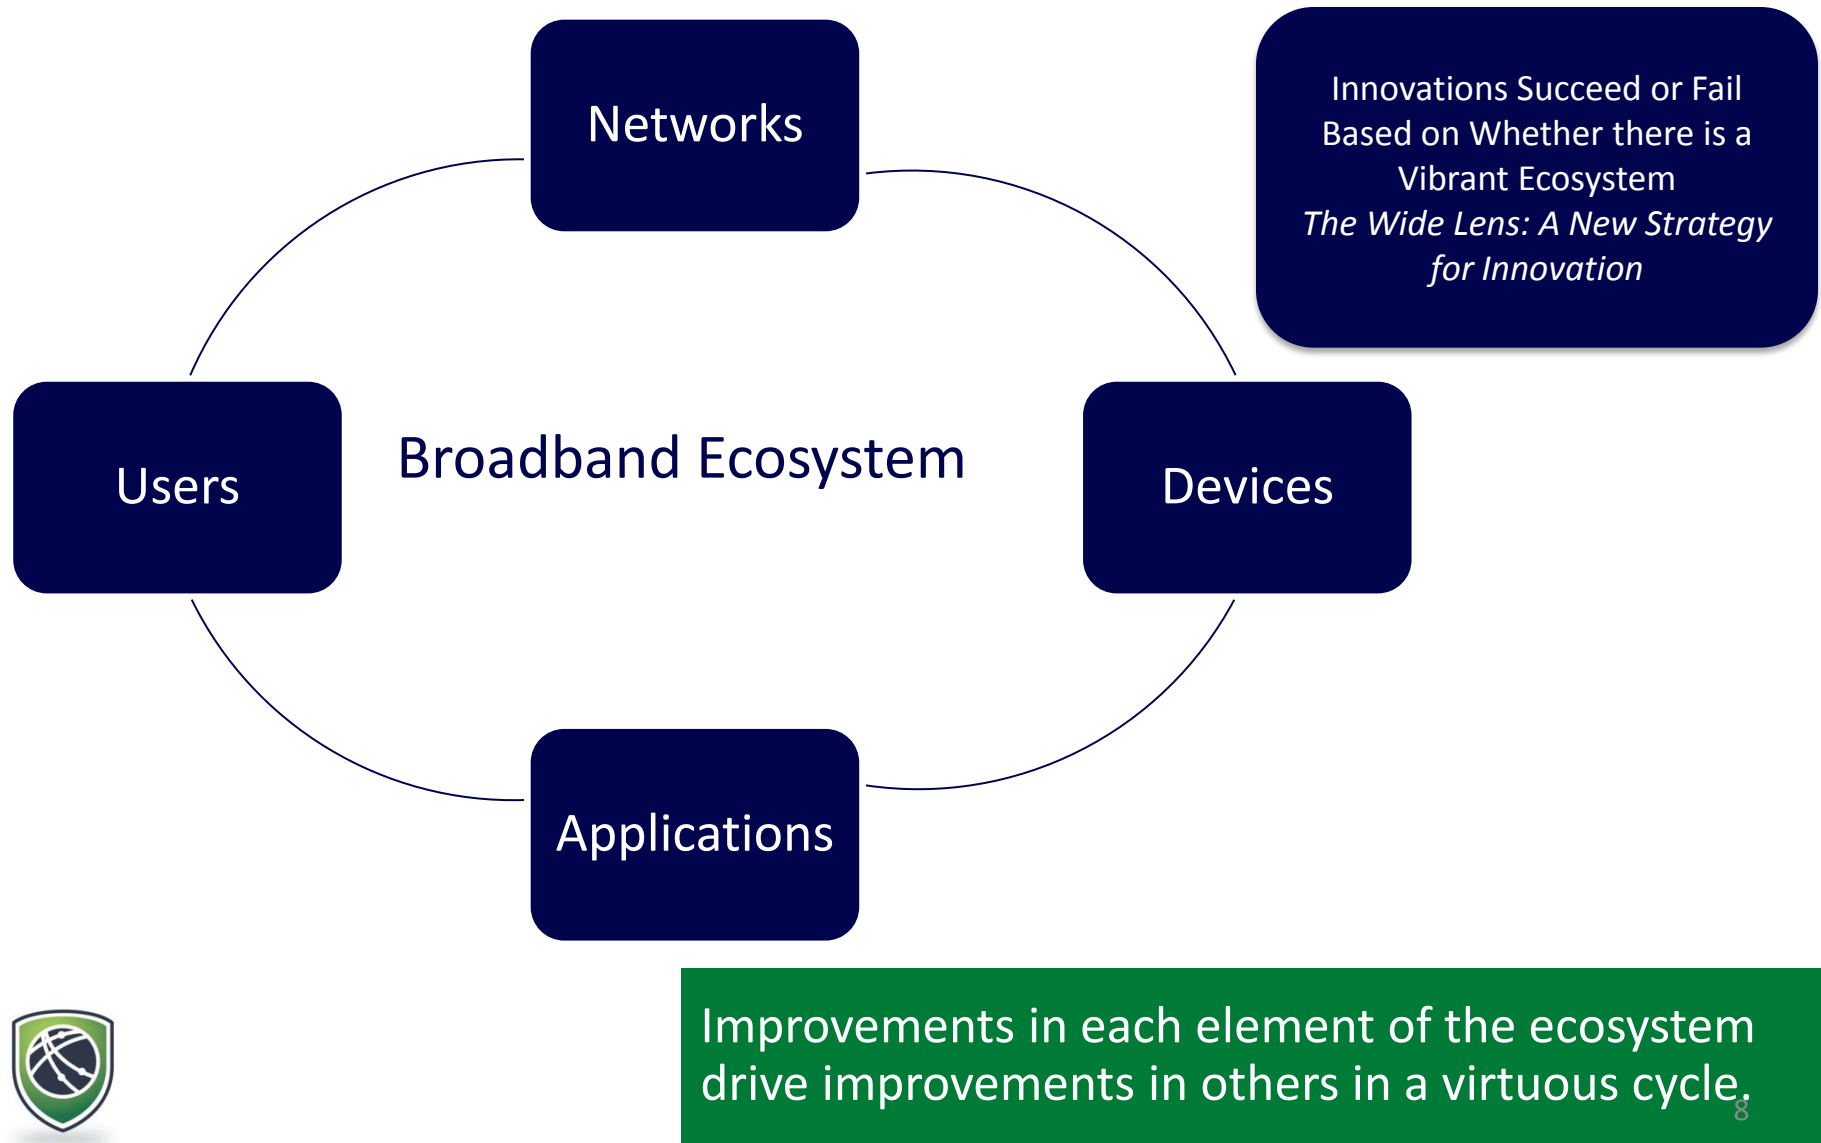 Networks
Innovations Succeed or Fail
Based on Whether there is a
Vibrant Ecosystem
The Wide Lens: A New Strategy
for Innovation
Users
Broadband Ecosystem
Devices
Applications
Improvements in each element of the ecosystem
drive improvements in others in a virtuous cycle.
8